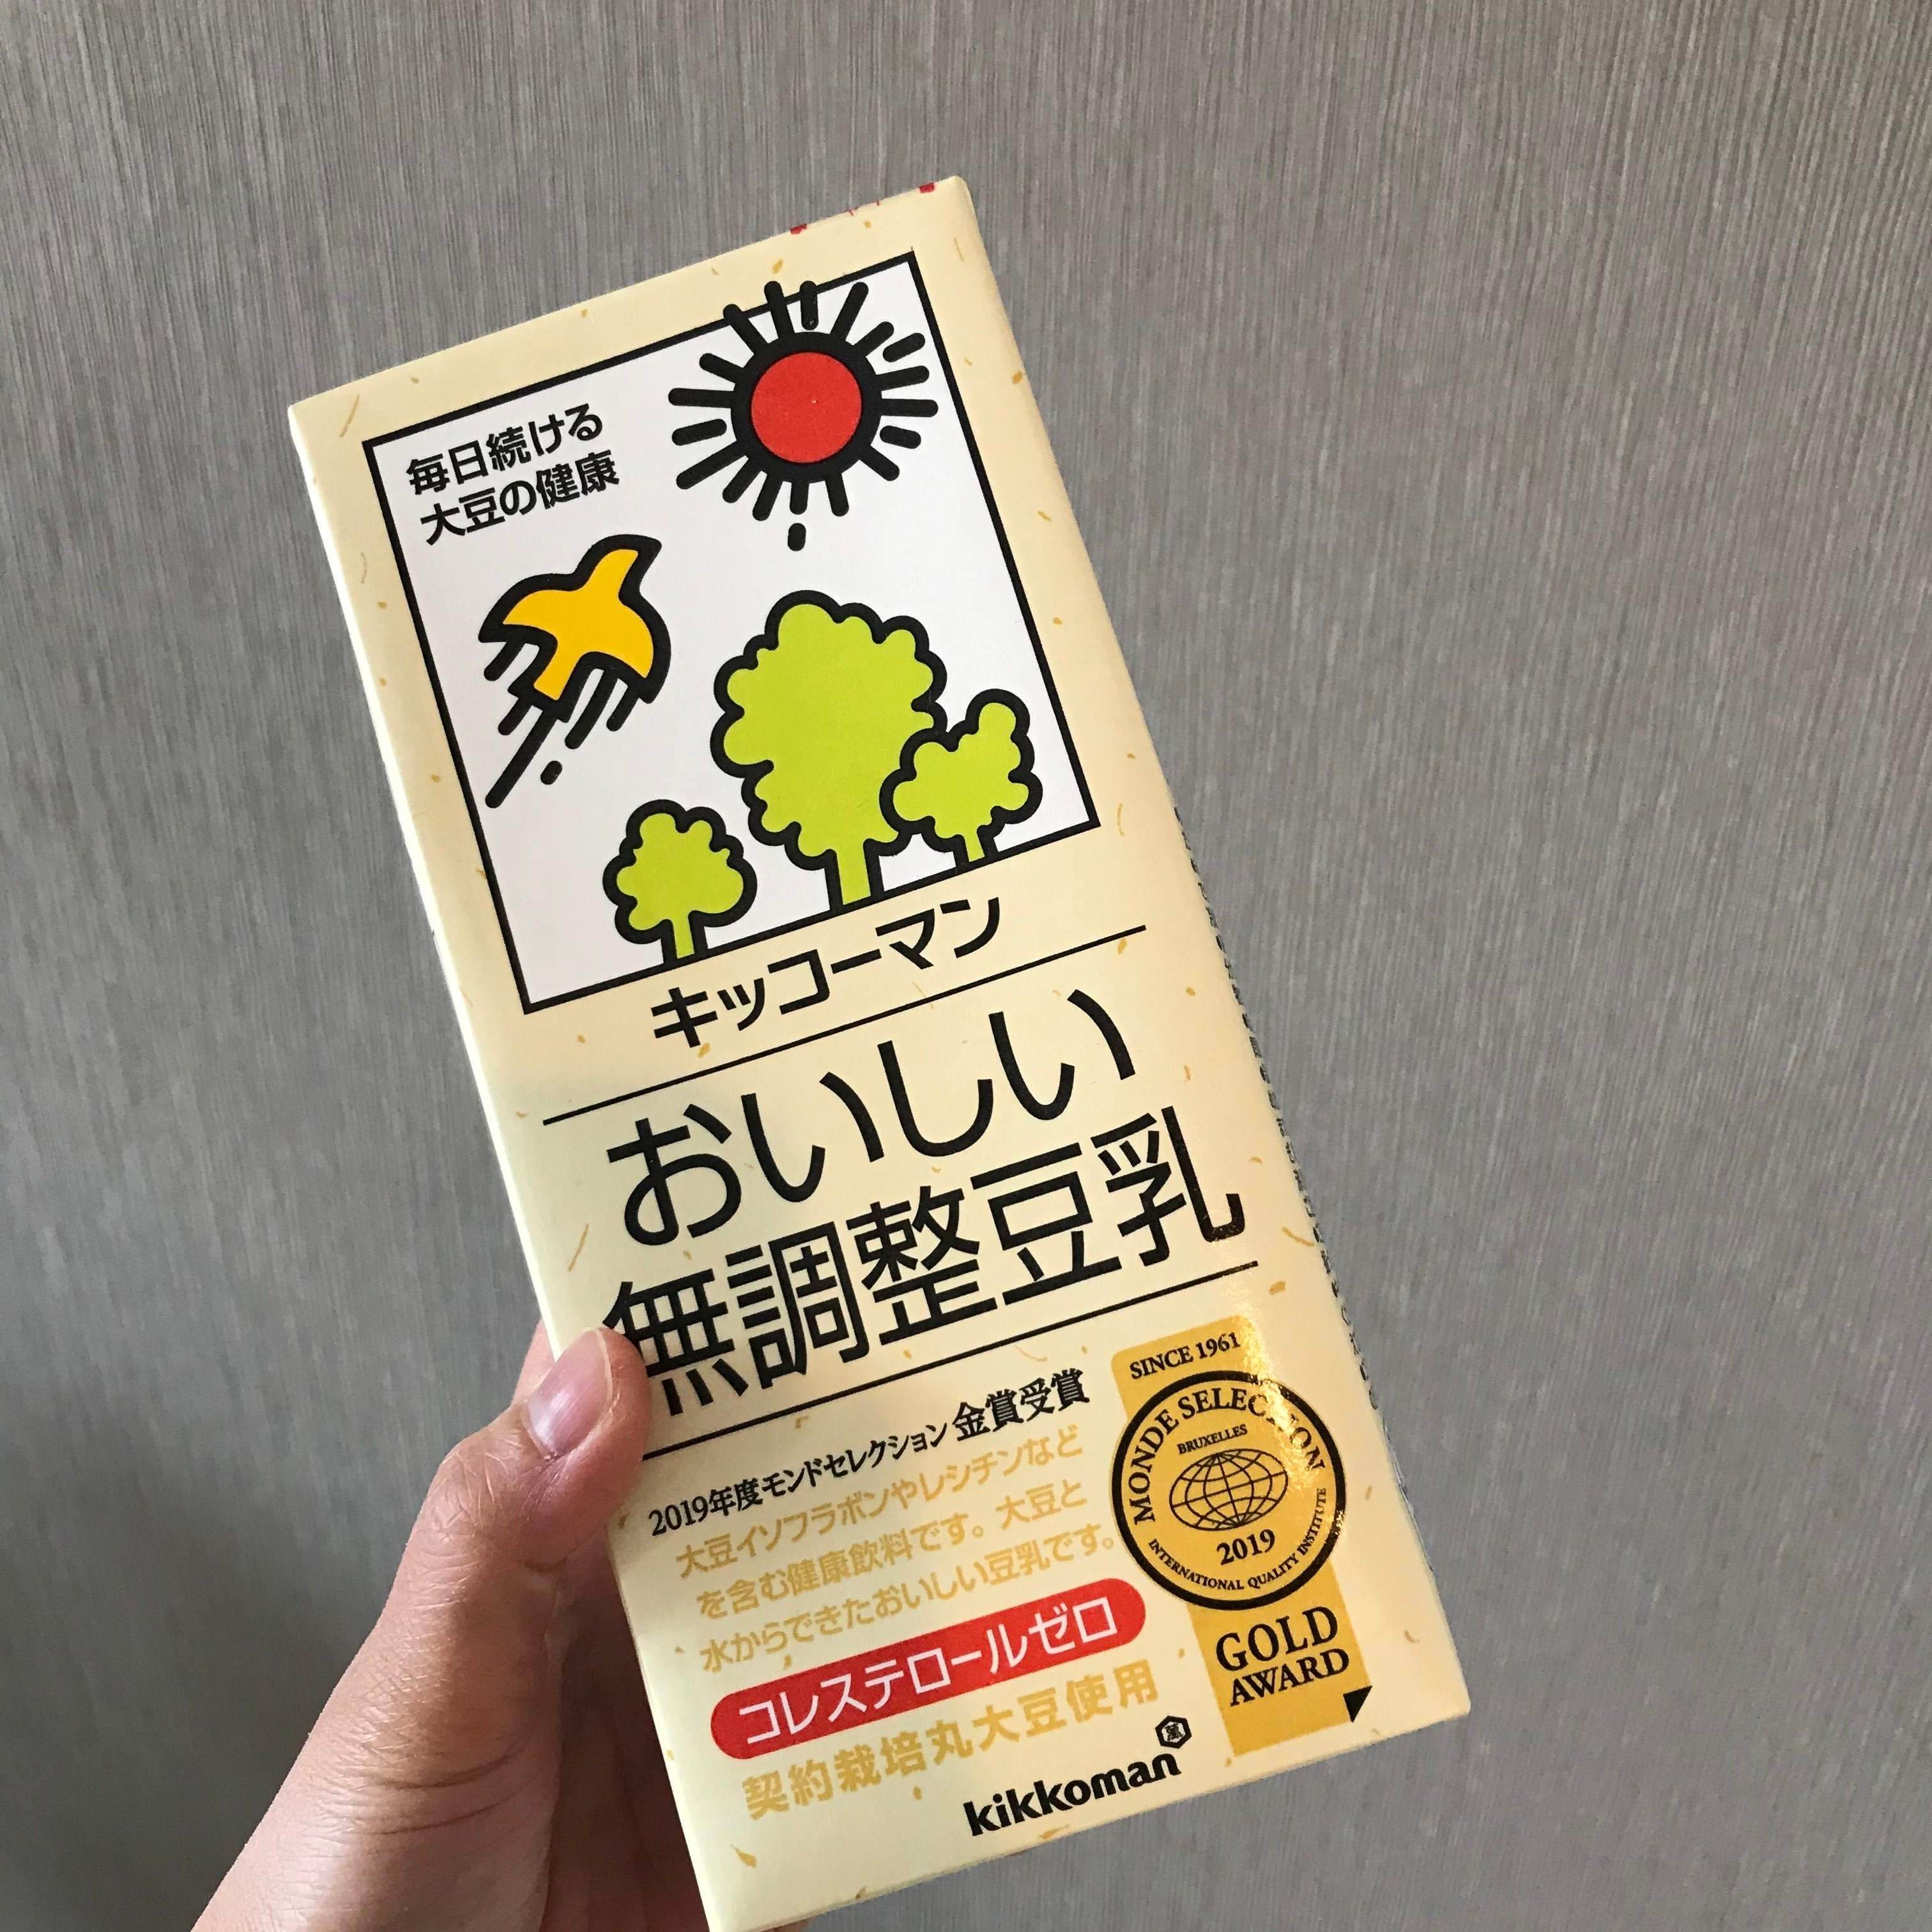 毎日続ける
大豆の健康
キッコーマン
おいしい
無調整豆乳
2019年度モンドセレクション 金賞受賞
大豆イソフラボンやレシチンなど
を含む健康飲料です。大豆と
水からできたおいしい豆乳です。
コレステロールゼロ
契約栽培丸大豆使用
kikkoman
SINCE 1961
MONDE SELECTION
BRUXELLES
2019
INTERNATIONAL QUALITY INSTITUTE
GOLD
AWARD